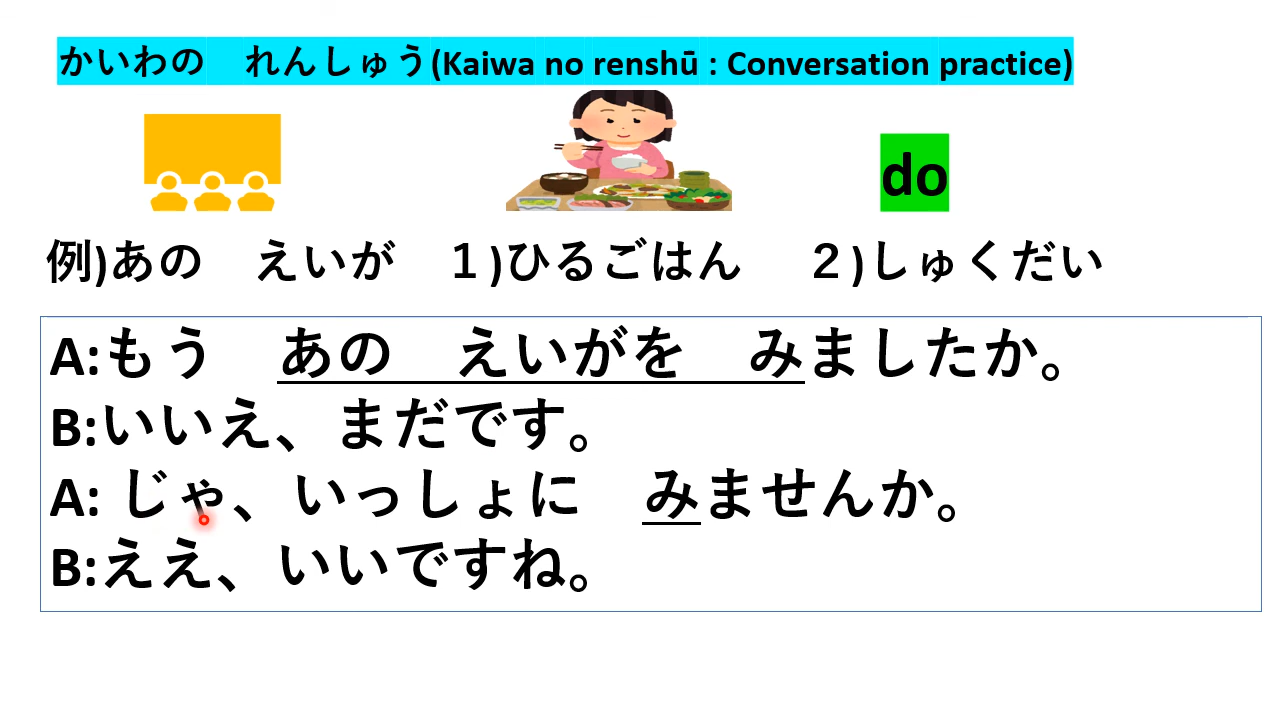 かいわの　れんしゅう(Kaiwa no renshū : Conversation practice)
do
例)あの　えいが　１)ひるごはん　２)しゅくだい
A:もう　あの　えいがを　みましたか。
B:いいえ、まだです。
A: じゃ、いっしょに　みませんか。
B:ええ、いいですね。